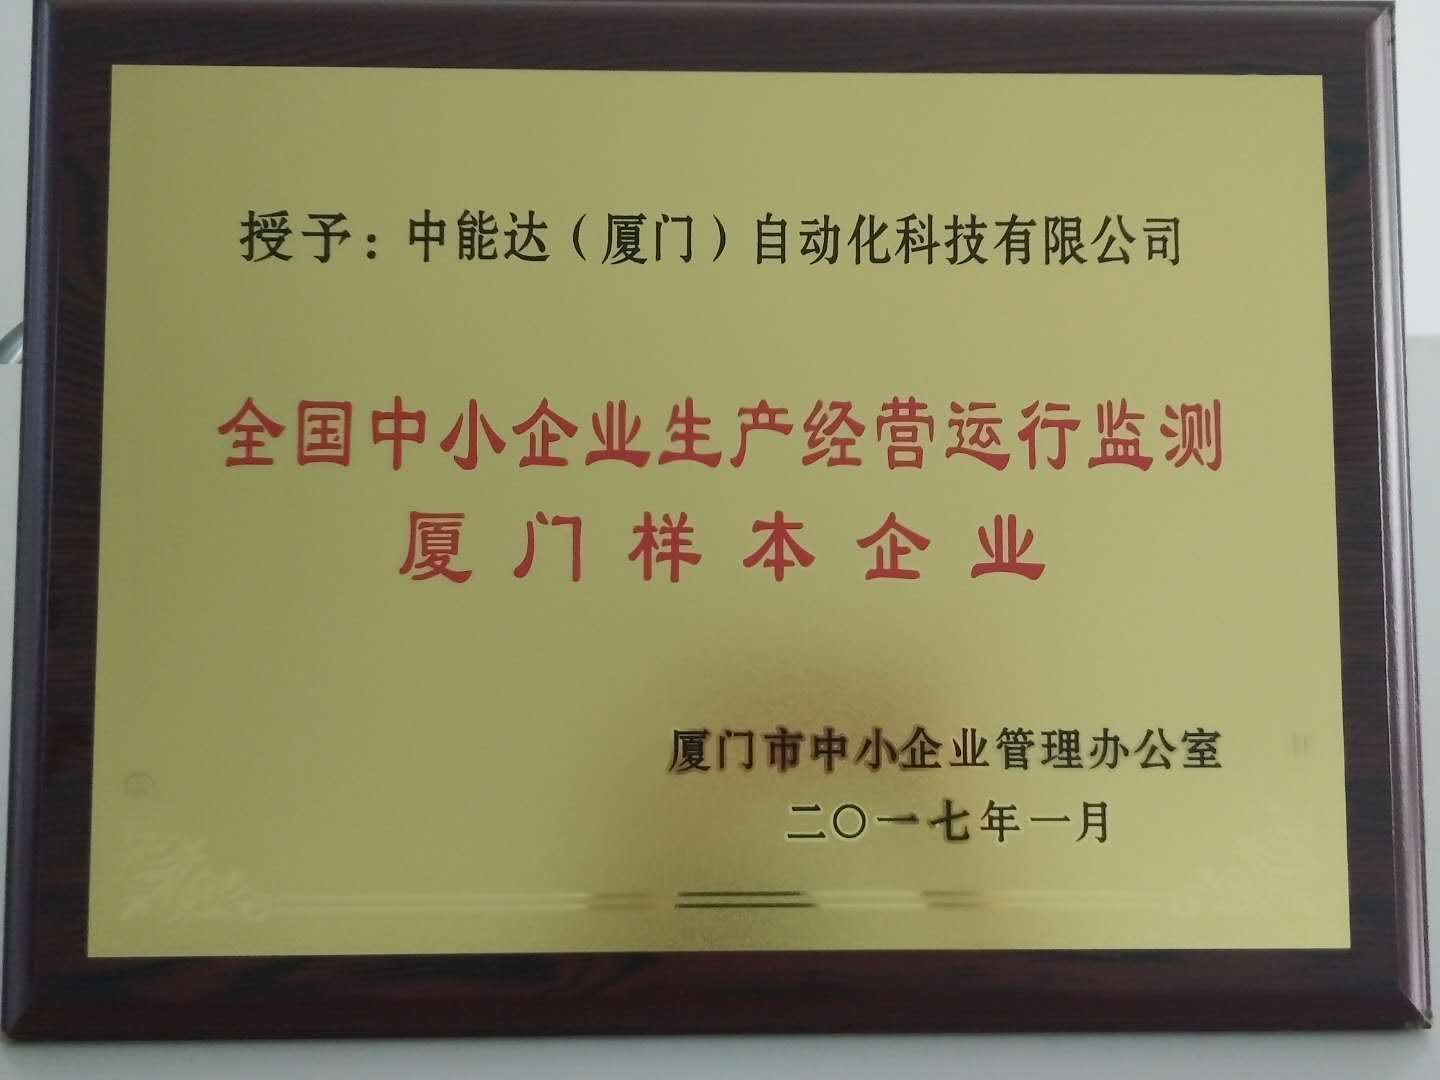 授予：中能达（厦门）自动化科技有限公司
全国中小企业生产经营运行监测
厦门样本企业
厦门市中小企业管理办公室
二〇一七年一月